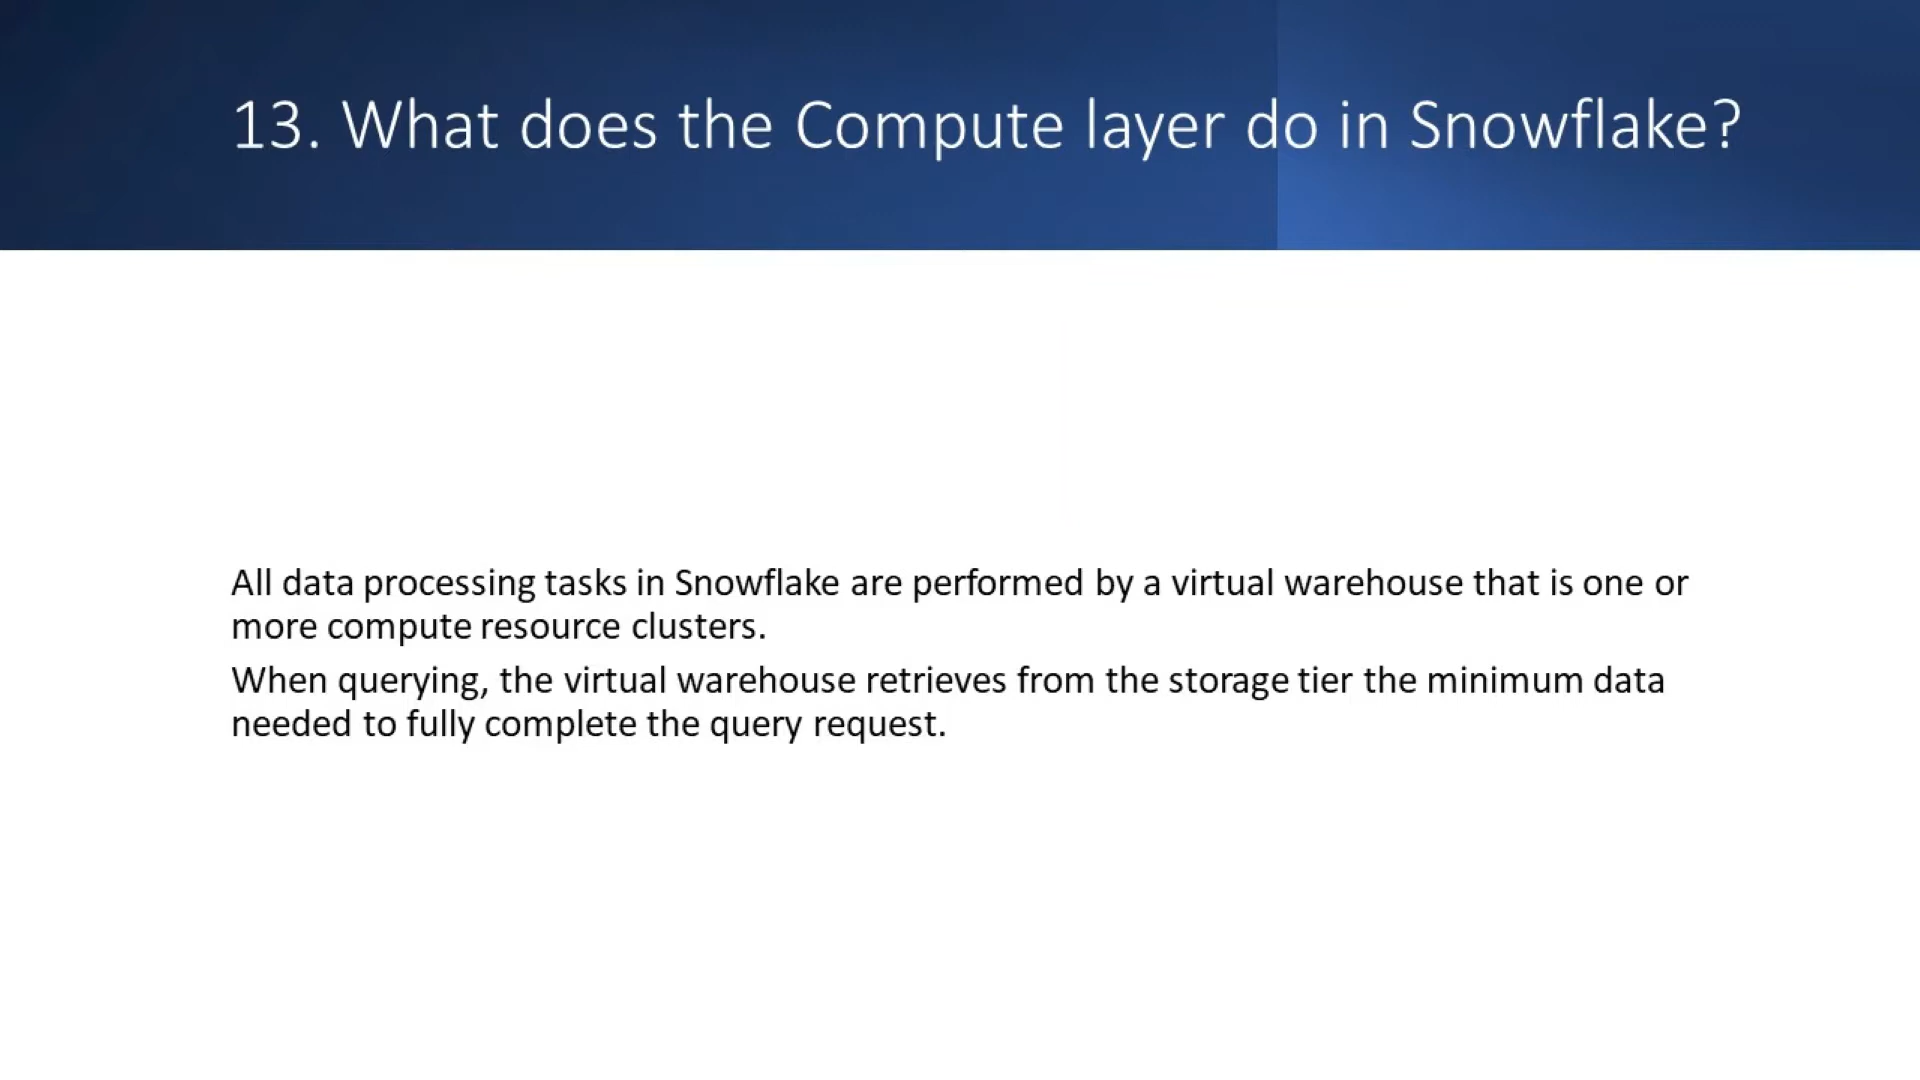 13. What does the Compute layer do in Snowflake?
All data processing tasks in Snowflake are performed by a virtual warehouse that is one or
more compute resource clusters.
When querying, the virtual warehouse retrieves from the storage tier the minimum data
needed to fully complete the query request.